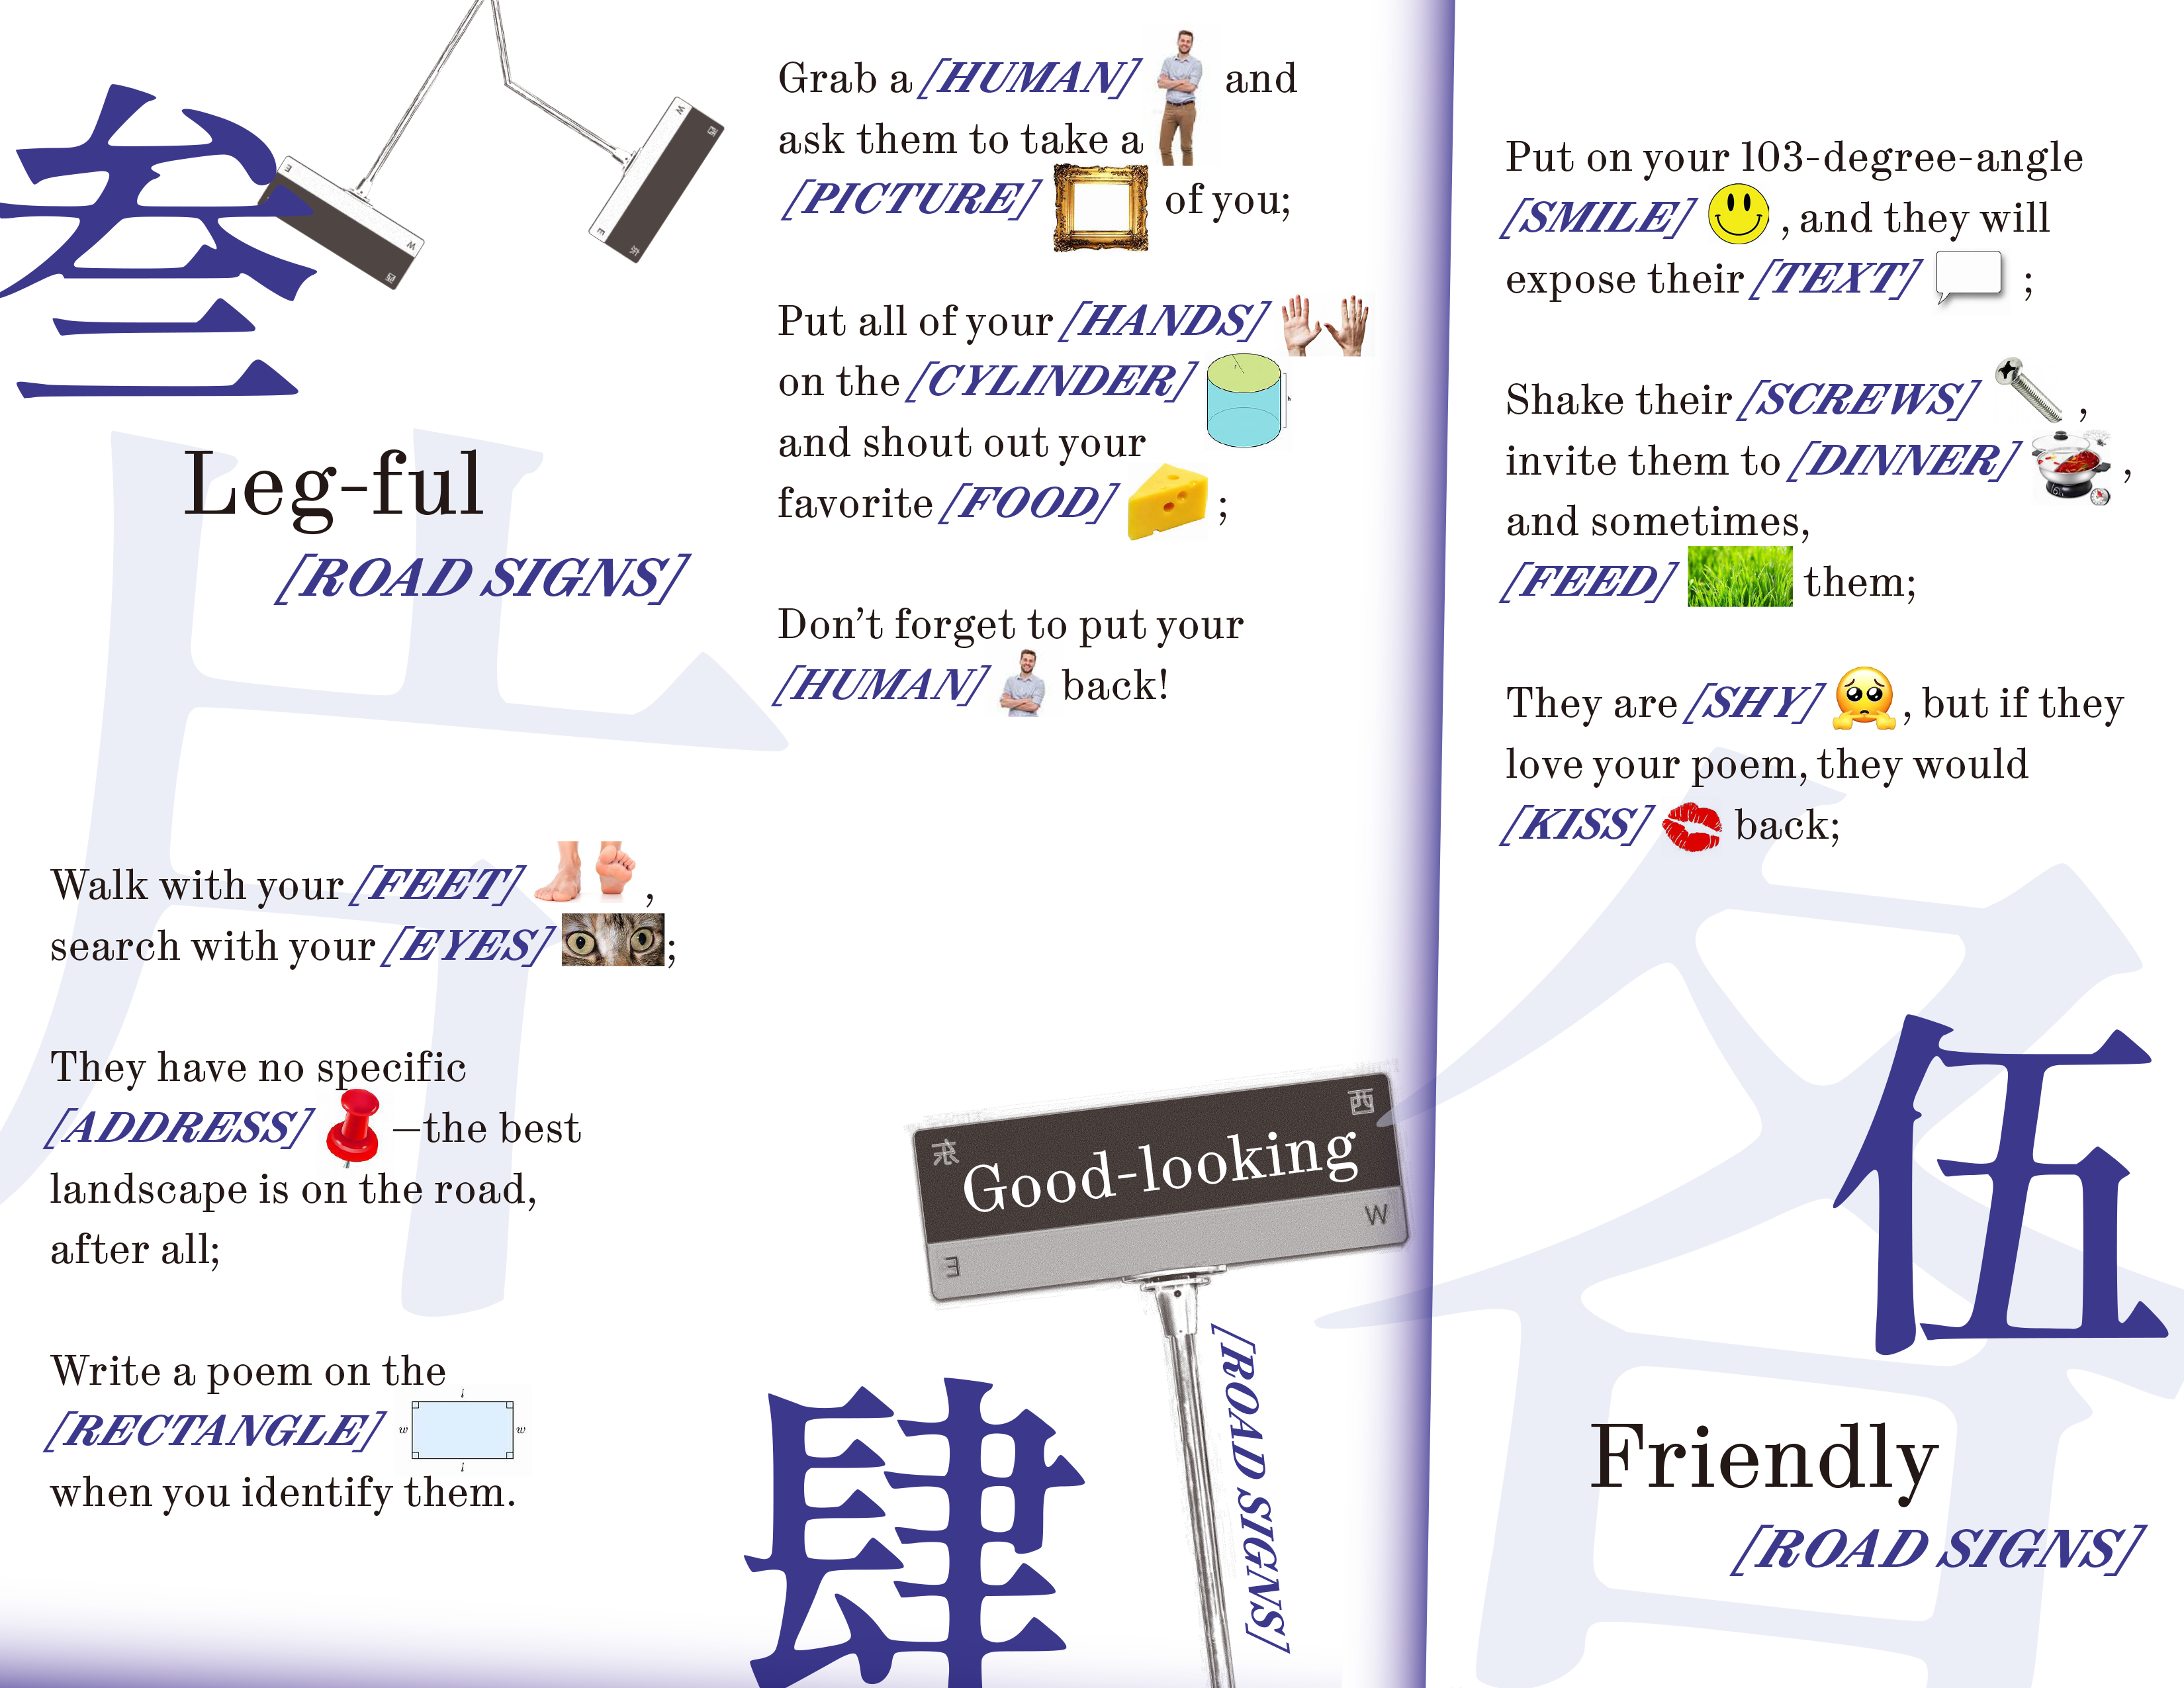 叁
E
W
西
W
西
E
东
片
Leg-ful
[ROAD SIGNS]
Walk with your [FEET] ,
search with your [EYES] ;
They have no specific
[ADDRESS] –the best
landscape is on the road,
after all;
Write a poem on the
l
[RECTANGLE] w w
l
when you identify them.
Grab a [HUMAN] and
ask them to take a
[PICTURE] of you;
Put all of your [HANDS]
on the [CYLINDER]
and shout out your
favorite [FOOD] ;
Don’t forget to put your
[HUMAN] back!
东 西
Good-looking
E W
[ROAD SIGNS]
肆
Put on your 103-degree-angle
[SMILE] , and they will
expose their [TEXT] ;
Shake their [SCREWS] ,
invite them to [DINNER] ,
and sometimes,
[FEED] them;
They are [SHY] , but if they
love your poem, they would
[KISS] back;
各
伍
Friendly
[ROAD SIGNS]